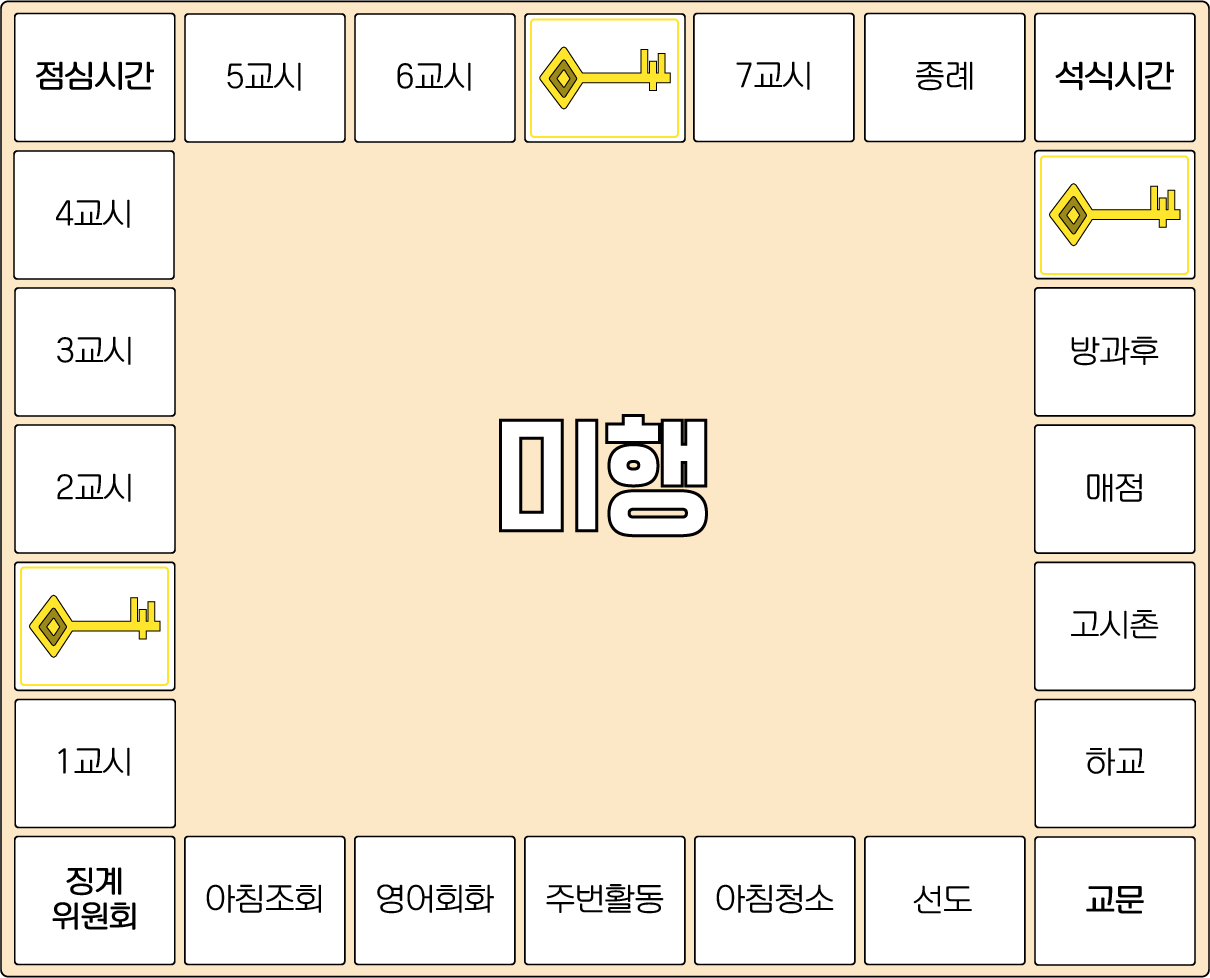 점심시간
5교시
6교시
7교시
종례
석식시간
4교시
3교시
방과후
미행
2교시
매점
고시촌
1교시
하교
징계
위원회
아침조회
영어회화
주번활동
아침청소
선도
교문